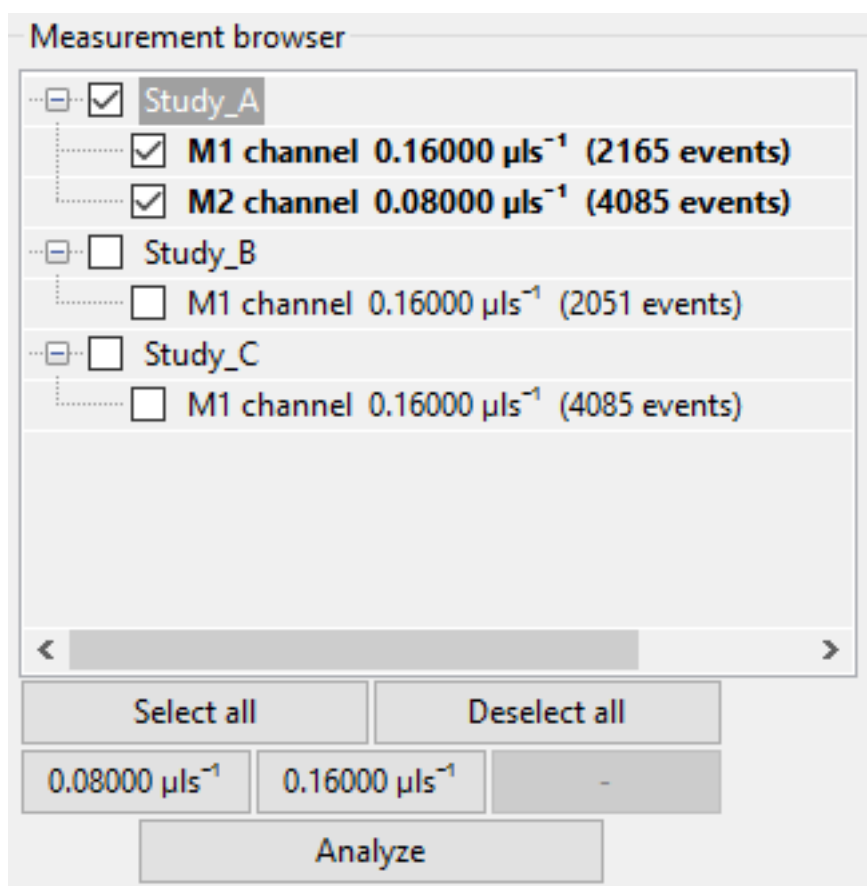 Measurement browser
Study_A
M1 channel 0.16000 µls⁻¹ (2165 events)
M2 channel 0.08000 µls⁻¹ (4085 events)
Study_B
M1 channel 0.16000 µls⁻¹ (2051 events)
Study_C
M1 channel 0.16000 µls⁻¹ (4085 events)
Select all Deselect all
0.08000 µls⁻¹ 0.16000 µls⁻¹ -
Analyze